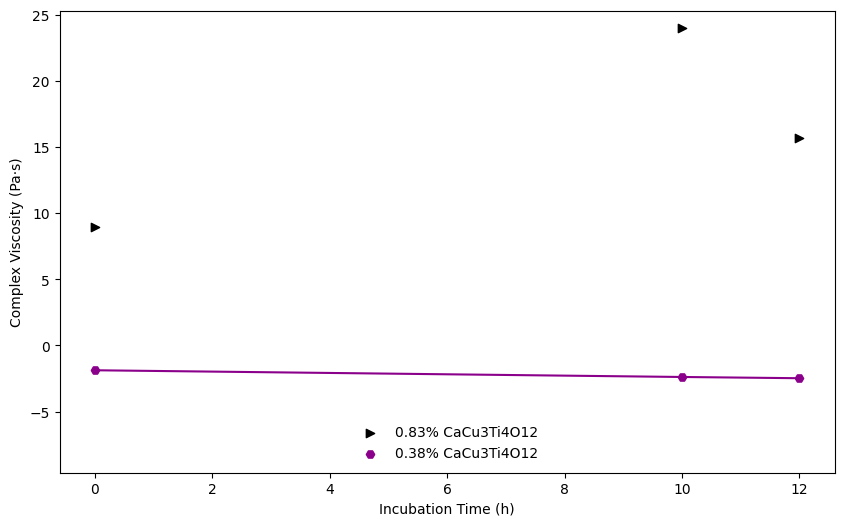 25
20
15
10
5
0
−5
Complex Viscosity (Pa·s)
0.83% CaCu3Ti4O12
0.38% CaCu3Ti4O12
0 2 4 6 8 10 12
Incubation Time (h)